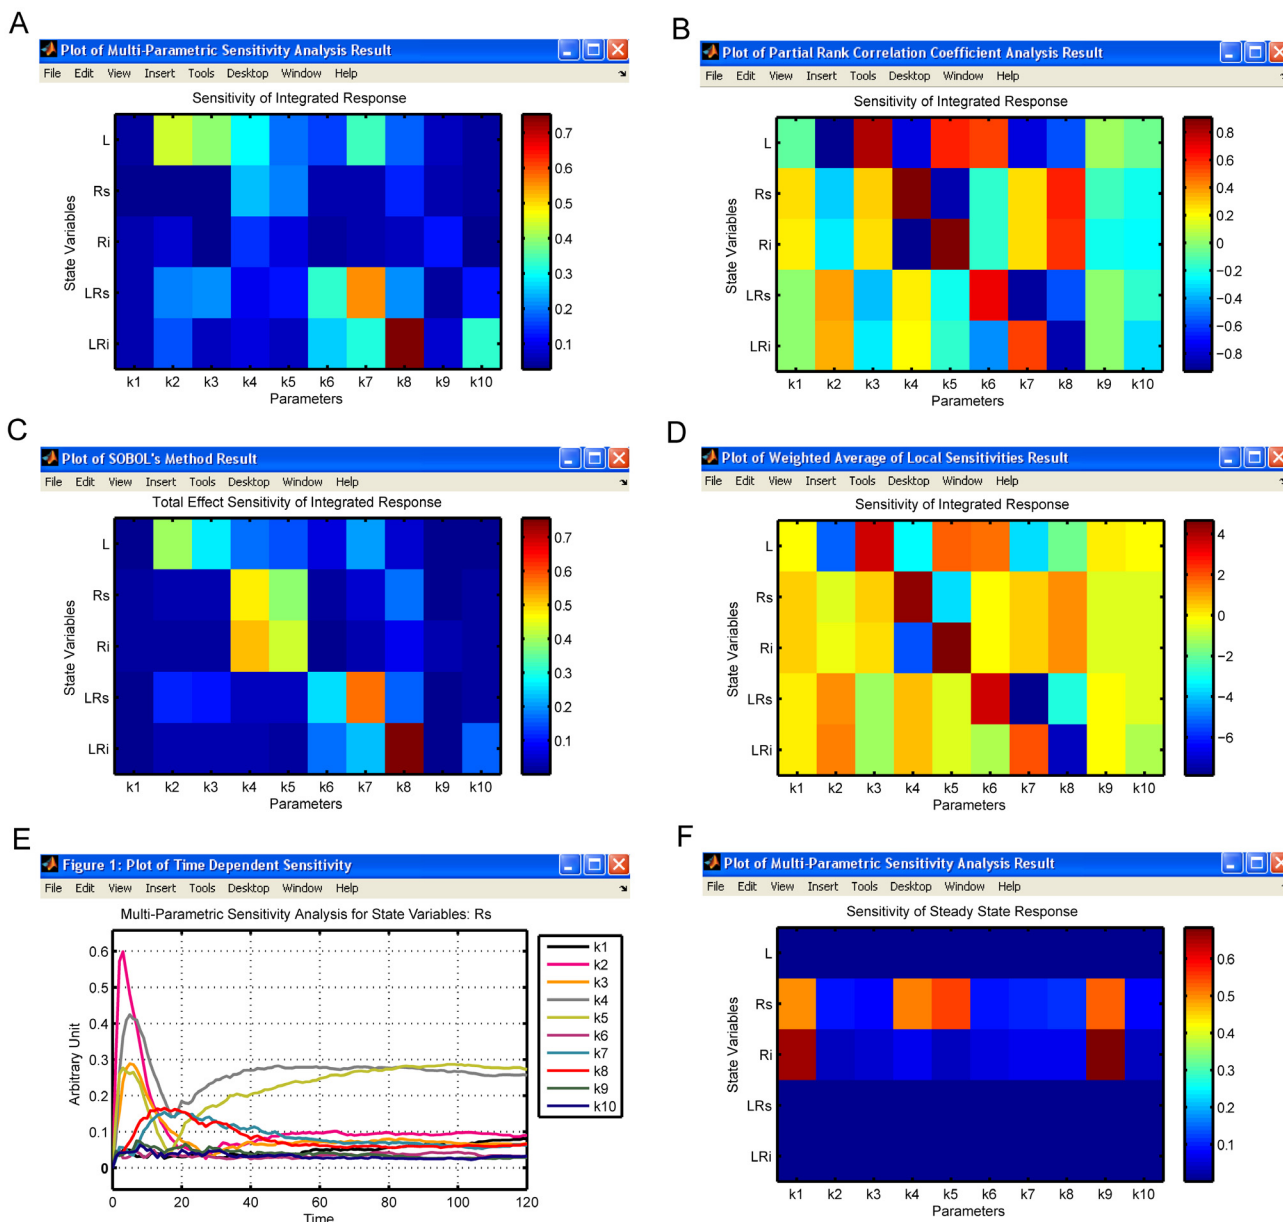 A
Plot of Multi-Parametric Sensitivity Analysis Result
File Edit View Insert Tools Desktop Window Help
Sensitivity of Integrated Response
State Variables
L
Rs
Ri
LRs
LRi
k1 k2 k3 k4 k5 k6 k7 k8 k9 k10
Parameters
0.7
0.6
0.5
0.4
0.3
0.2
0.1
B
Plot of Partial Rank Correlation Coefficient Analysis Result
File Edit View Insert Tools Desktop Window Help
Sensitivity of Integrated Response
State Variables
L
Rs
Ri
LRs
LRi
k1 k2 k3 k4 k5 k6 k7 k8 k9 k10
Parameters
0.8
0.6
0.4
0.2
0
−0.2
−0.4
−0.6
−0.8
C
Plot of SOBOL's Method Result
File Edit View Insert Tools Desktop Window Help
Total Effect Sensitivity of Integrated Response
State Variables
L
Rs
Ri
LRs
LRi
k1 k2 k3 k4 k5 k6 k7 k8 k9 k10
Parameters
0.7
0.6
0.5
0.4
0.3
0.2
0.1
D
Plot of Weighted Average of Local Sensitivities Result
File Edit View Insert Tools Desktop Window Help
Sensitivity of Integrated Response
State Variables
L
Rs
Ri
LRs
LRi
k1 k2 k3 k4 k5 k6 k7 k8 k9 k10
Parameters
4
2
0
−2
−4
−6
E
Figure 1: Plot of Time Dependent Sensitivity
File Edit View Insert Tools Desktop Window Help
Multi-Parametric Sensitivity Analysis for State Variables: Rs
Arbitrary Unit
0.6
0.5
0.4
0.3
0.2
0.1
0
0 20 40 60 80 100 120
Time
k1
k2
k3
k4
k5
k6
k7
k8
k9
k10
F
Plot of Multi-Parametric Sensitivity Analysis Result
File Edit View Insert Tools Desktop Window Help
Sensitivity of Steady State Response
State Variables
L
Rs
Ri
LRs
LRi
k1 k2 k3 k4 k5 k6 k7 k8 k9 k10
Parameters
0.6
0.5
0.4
0.3
0.2
0.1